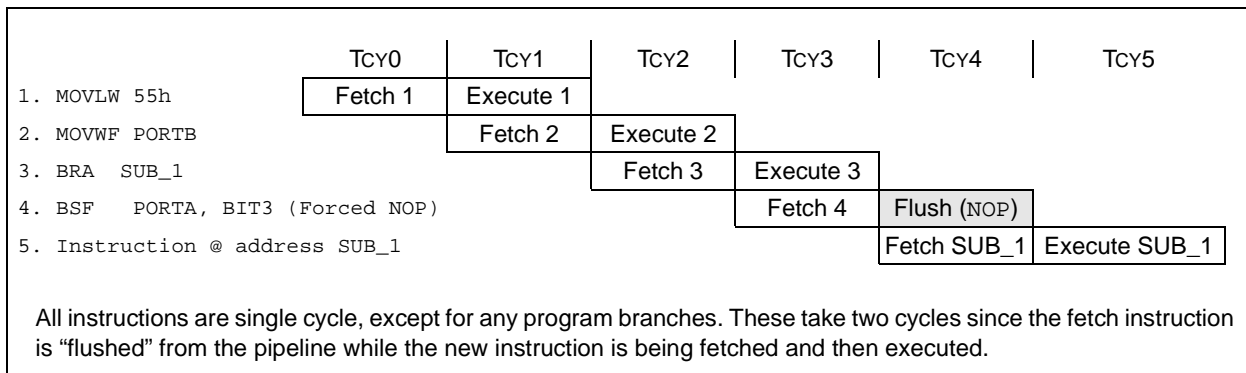 TCY0 TCY1 TCY2 TCY3 TCY4 TCY5
1. MOVLW 55h Fetch 1 Execute 1
2. MOVWF PORTB Fetch 2 Execute 2
3. BRA SUB_1 Fetch 3 Execute 3
4. BSF PORTA, BIT3 (Forced NOP) Fetch 4 Flush (NOP)
5. Instruction @ address SUB_1 Fetch SUB_1 Execute SUB_1
All instructions are single cycle, except for any program branches. These take two cycles since the fetch instruction
is “flushed” from the pipeline while the new instruction is being fetched and then executed.